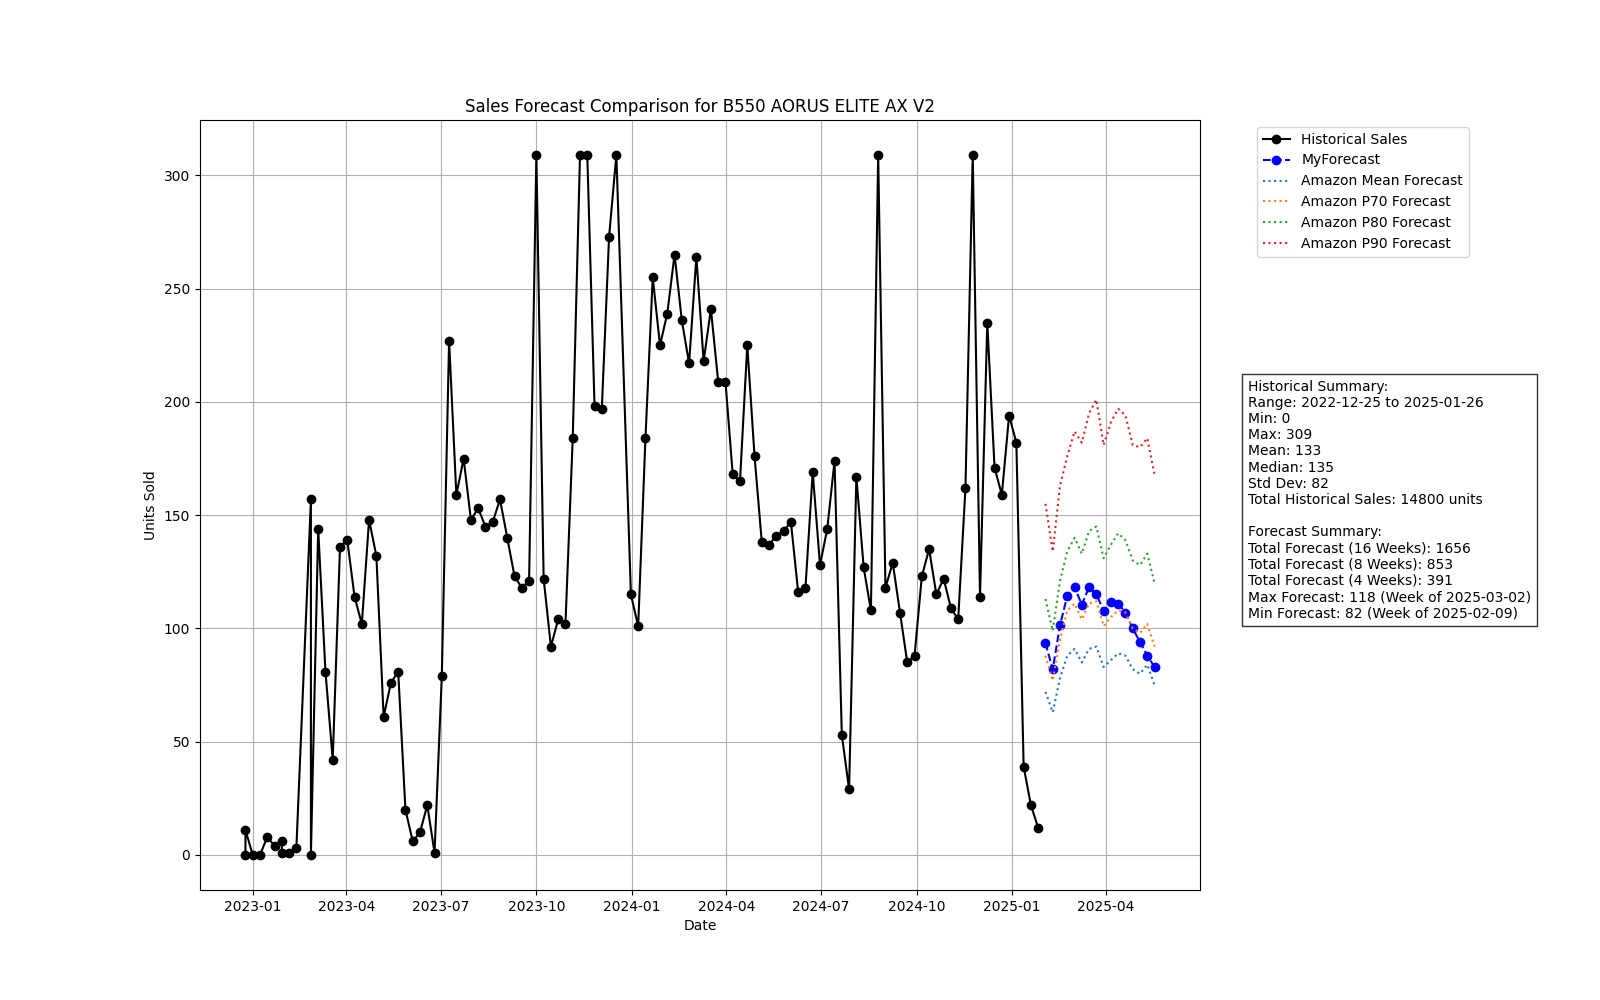 Sales Forecast Comparison for B550 AORUS ELITE AX V2
Historical Sales
MyForecast
Amazon Mean Forecast
Amazon P70 Forecast
Amazon P80 Forecast
Amazon P90 Forecast
Units Sold
300
250
200
150
100
50
0
2023-01 2023-04 2023-07 2023-10 2024-01 2024-04 2024-07 2024-10 2025-01 2025-04
Date
Historical Summary:
Range: 2022-12-25 to 2025-01-26
Min: 0
Max: 309
Mean: 133
Median: 135
Std Dev: 82
Total Historical Sales: 14800 units
Forecast Summary:
Total Forecast (16 Weeks): 1656
Total Forecast (8 Weeks): 853
Total Forecast (4 Weeks): 391
Max Forecast: 118 (Week of 2025-03-02)
Min Forecast: 82 (Week of 2025-02-09)